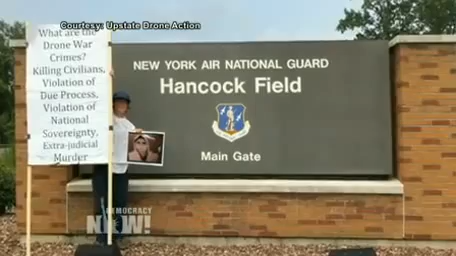 Courtesy: Upstate Drone Action
What are the
Drone War
Crimes?
Killing Civilians,
Violation of
Due Process,
Violation of
National
Sovereignty,
Extra-judicial
Murder
NEW YORK AIR NATIONAL GUARD
Hancock Field
Main Gate
DEMOCRACY
NOW!